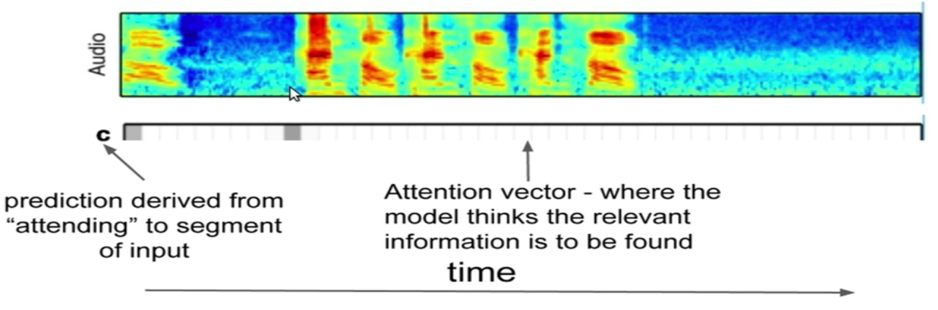 Audio
c
prediction derived from
“attending” to segment
of input
Attention vector - where the
model thinks the relevant
information is to be found
time